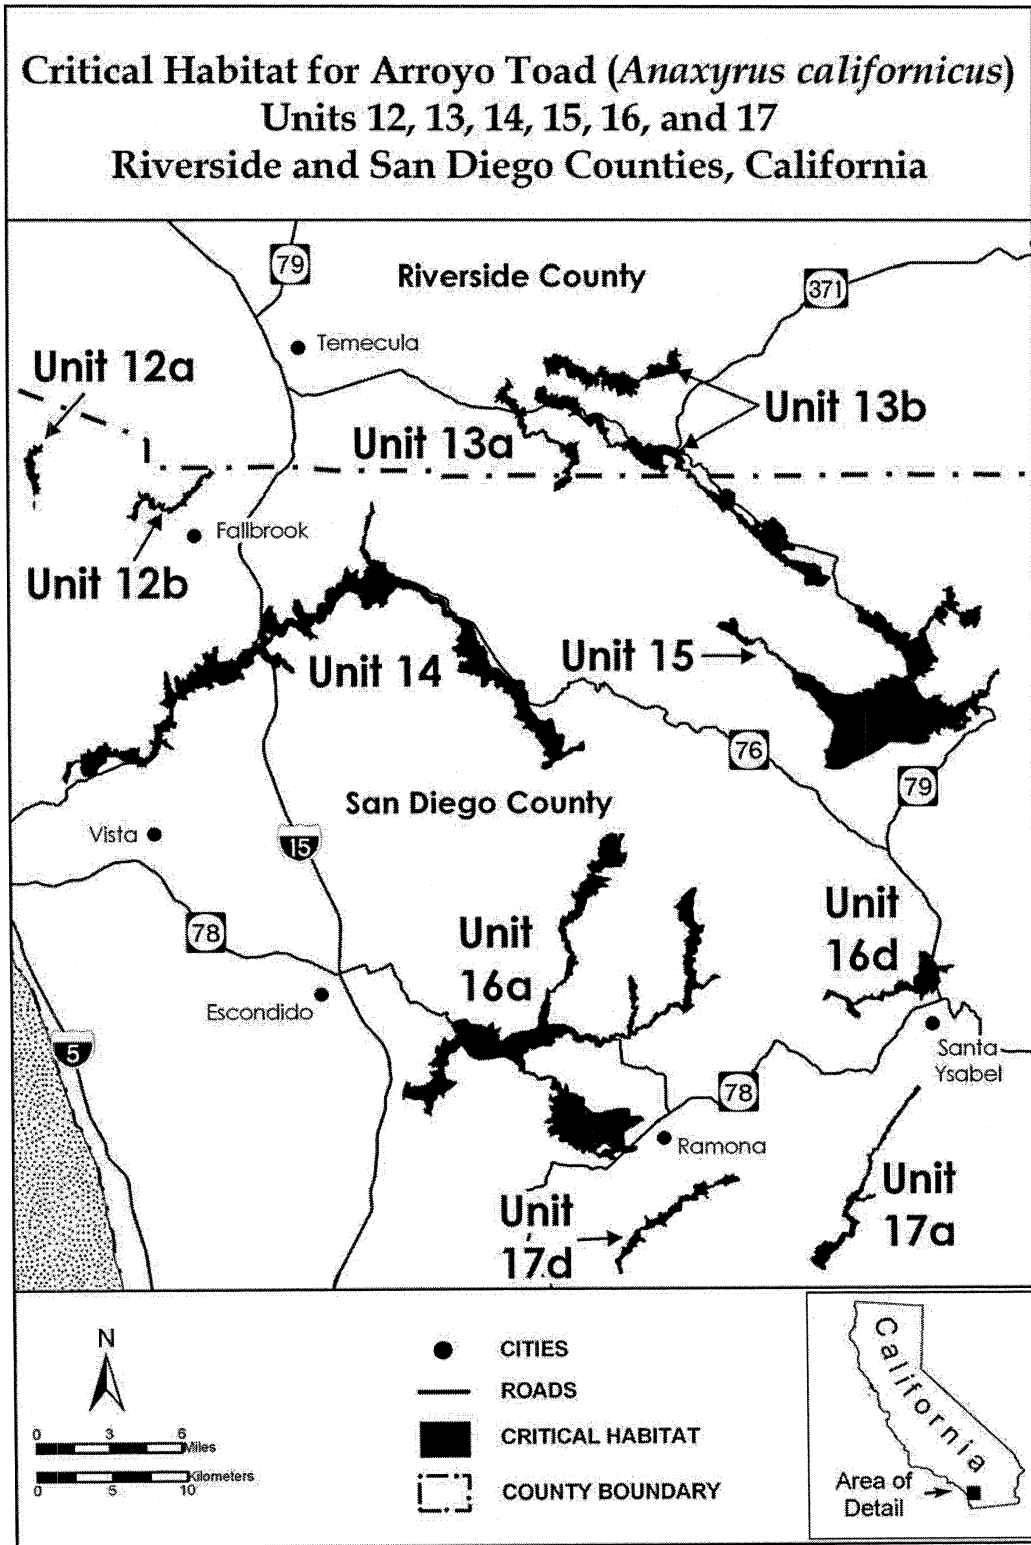 Critical Habitat for Arroyo Toad (Anaxyrus californicus)
Units 12, 13, 14, 15, 16, and 17
Riverside and San Diego Counties, California
79
Riverside County
371
Temecula
Unit 12a
Unit 13b
Unit 13a
Fallbrook
Unit 12b
Unit 15
Unit 14
76
79
San Diego County
Vista
15
78
Unit
16a
Unit
16d
Escondido
5
Santa
Ysabel
78
Ramona
Unit
17a
Unit
17d
N
0 3 6
Miles
Kilometers
0 5 10
CITIES
ROADS
CRITICAL HABITAT
COUNTY BOUNDARY
California
Area of
Detail